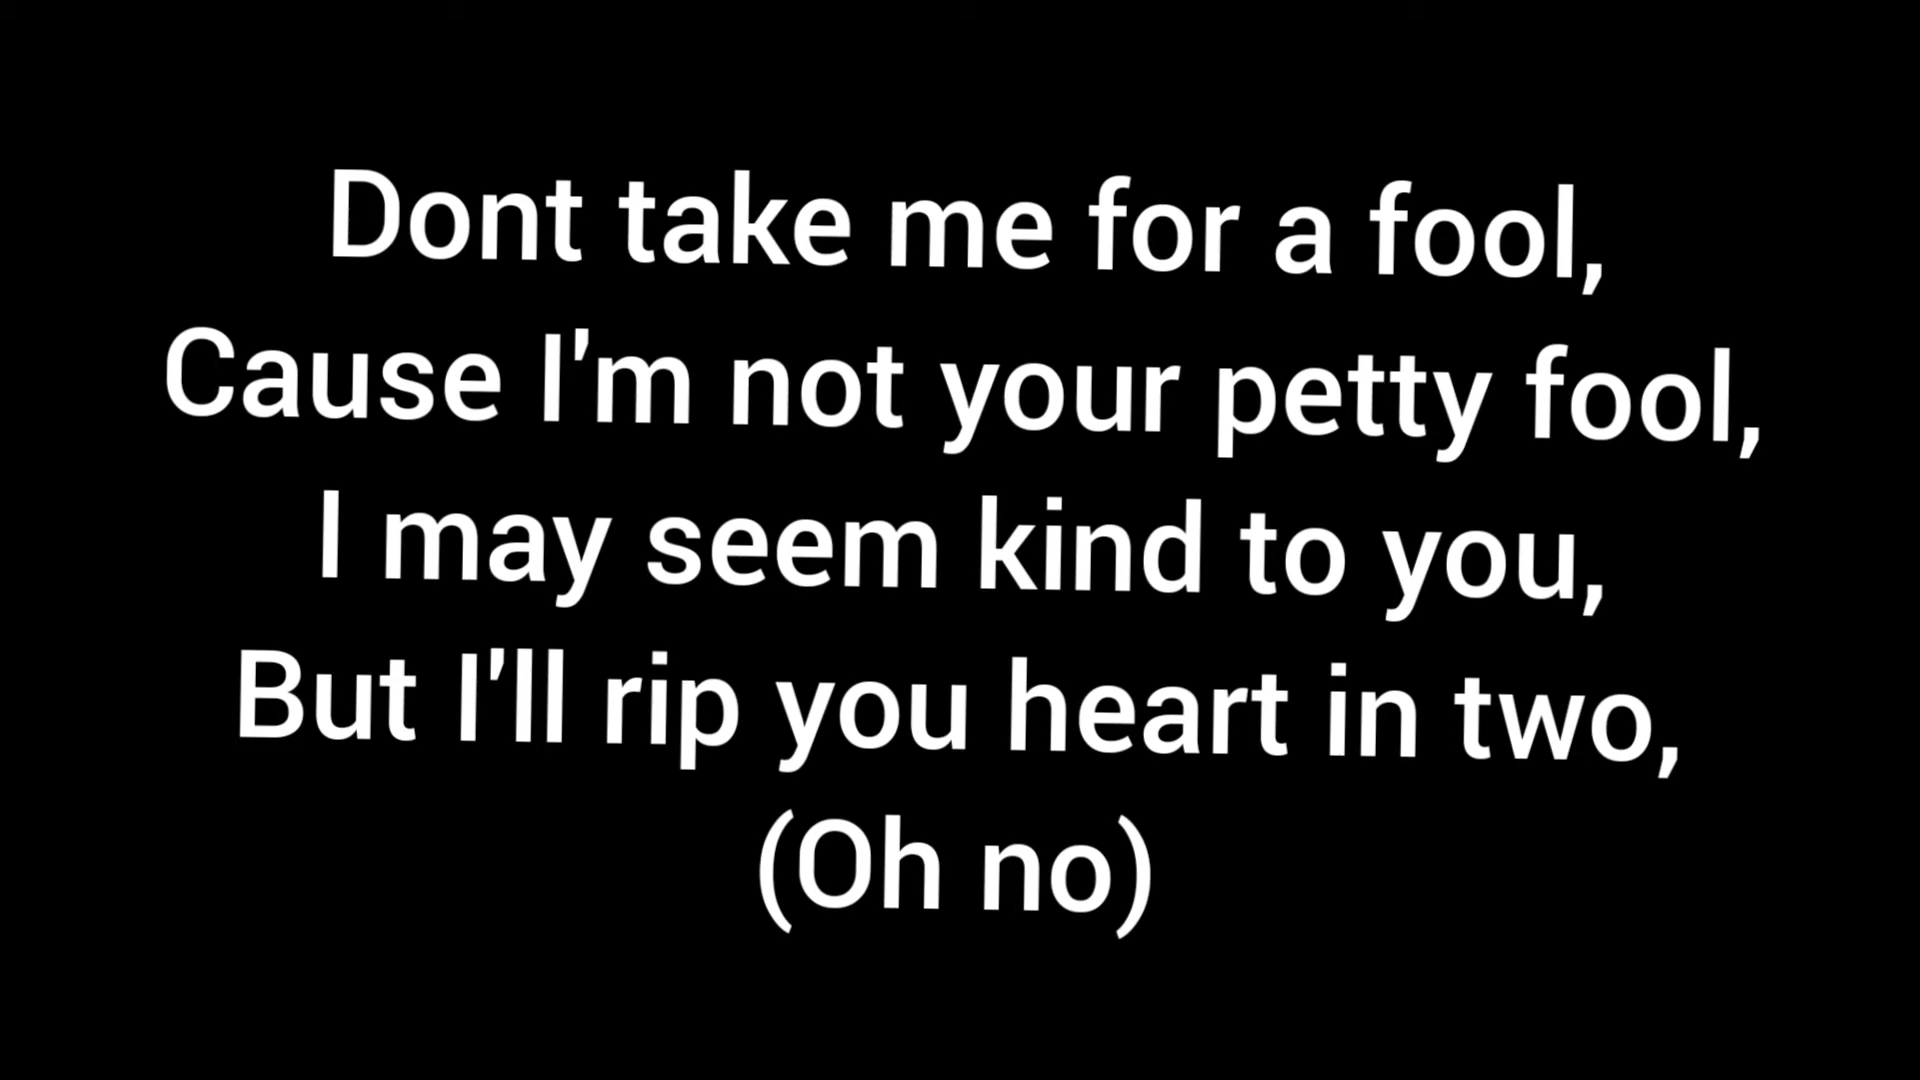 Dont take me for a fool,
Cause I'm not your petty fool,
I may seem kind to you,
But I'll rip you heart in two,
(Oh no)